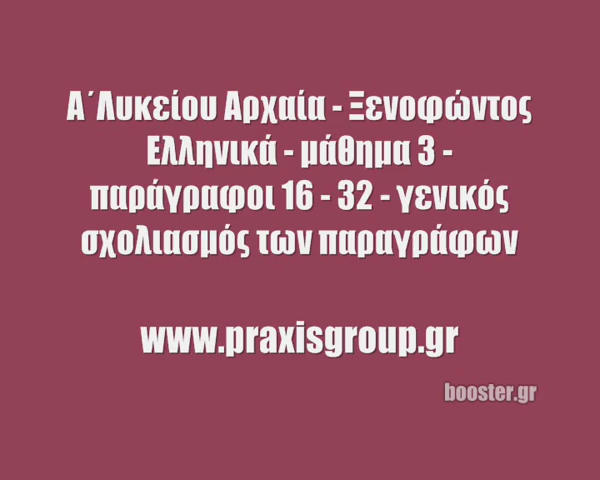 Α΄Λυκείου Αρχαία - Ξενοφώντος
Ελληνικά - μάθημα 3 -
παράγραφοι 16 - 32 - γενικός
σχολιασμός των παραγράφων
www.praxisgroup.gr
booster.gr